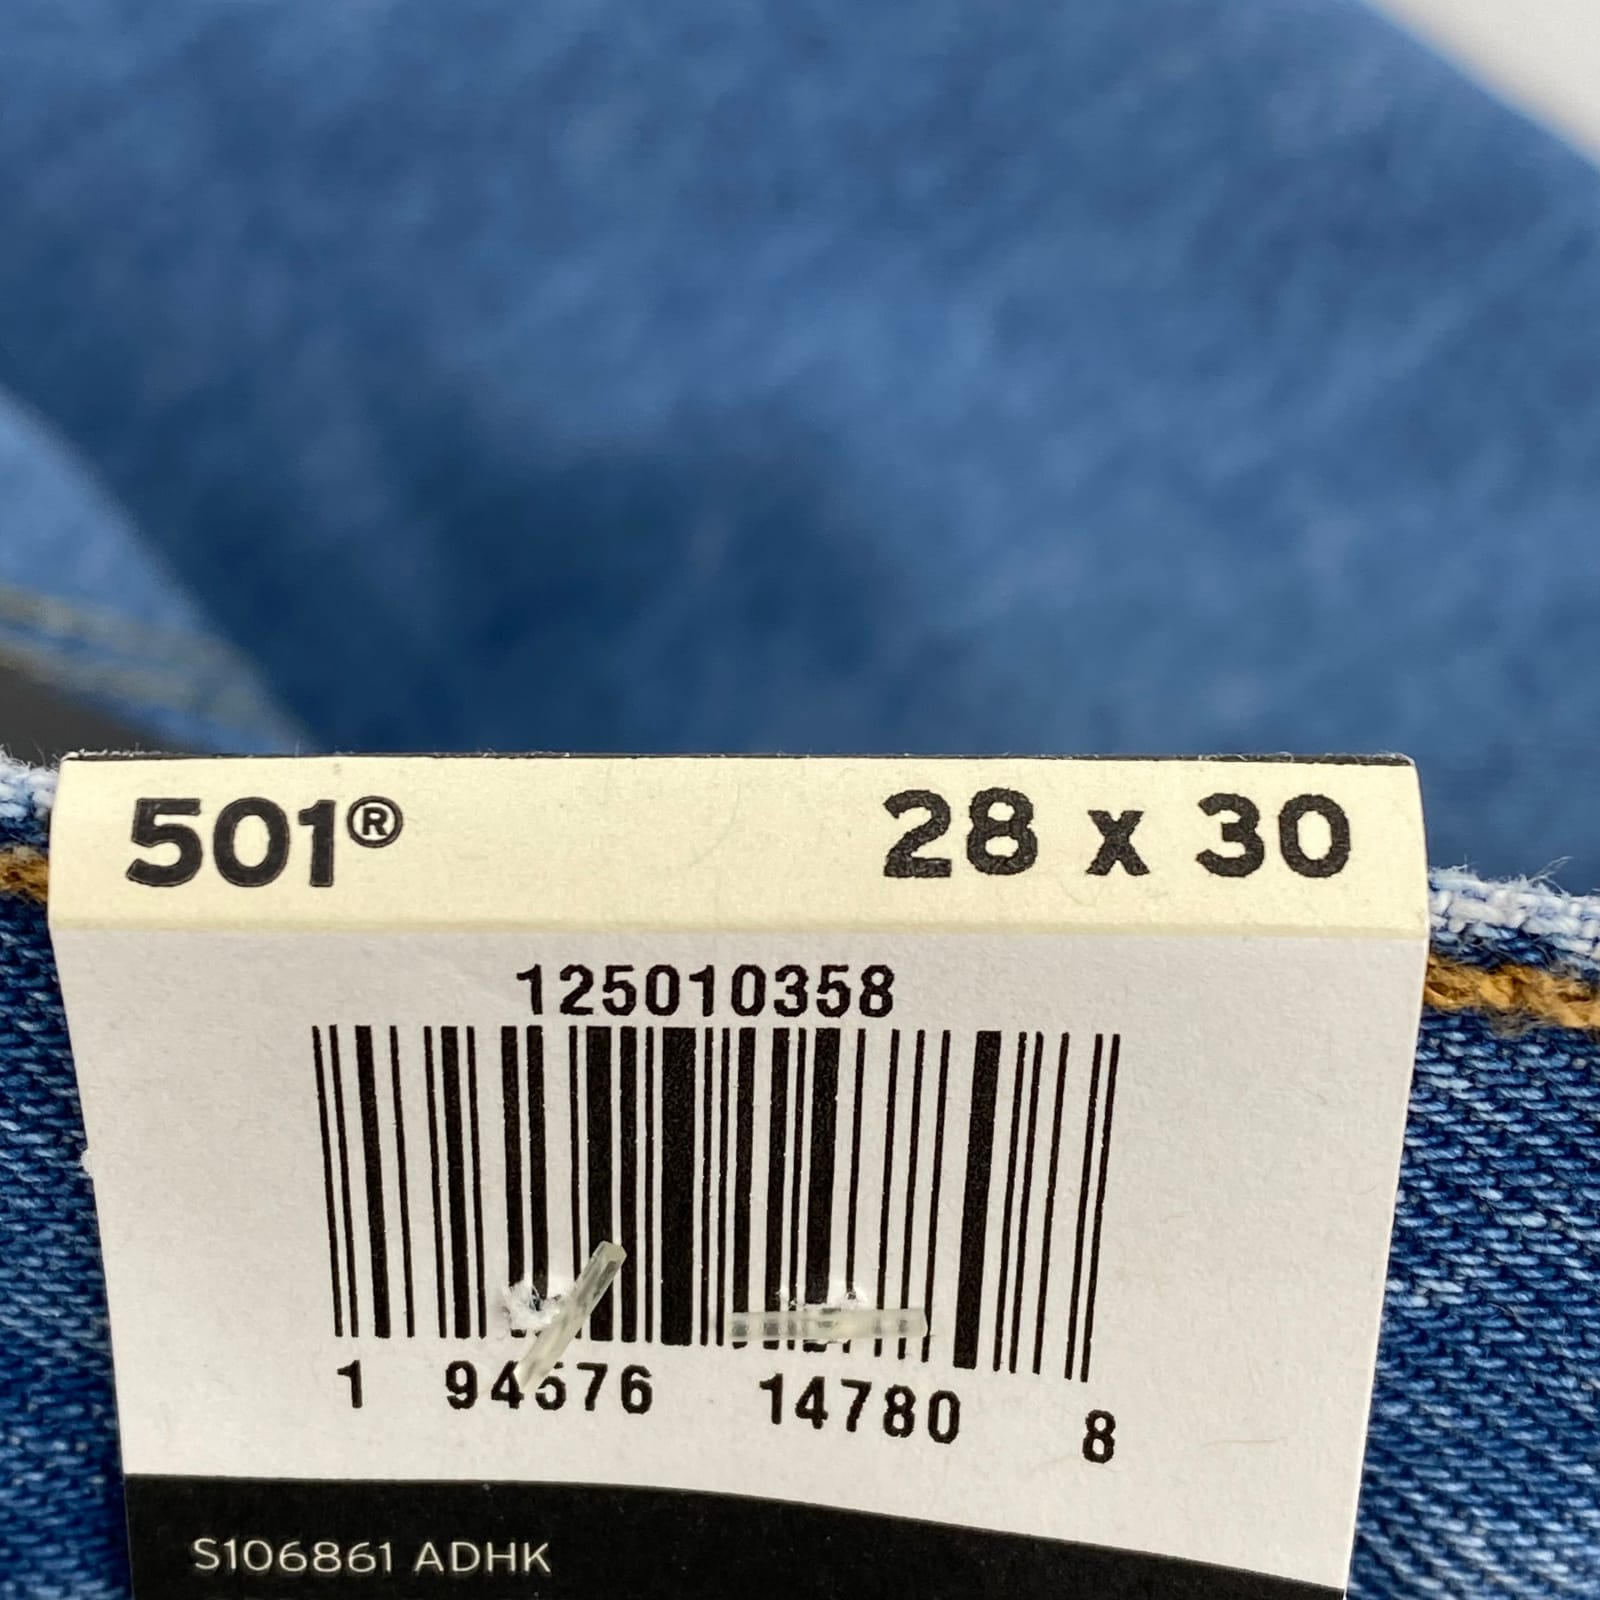 501® 28 x 30
125010358
1 94576 14780 8
S106861 ADHK